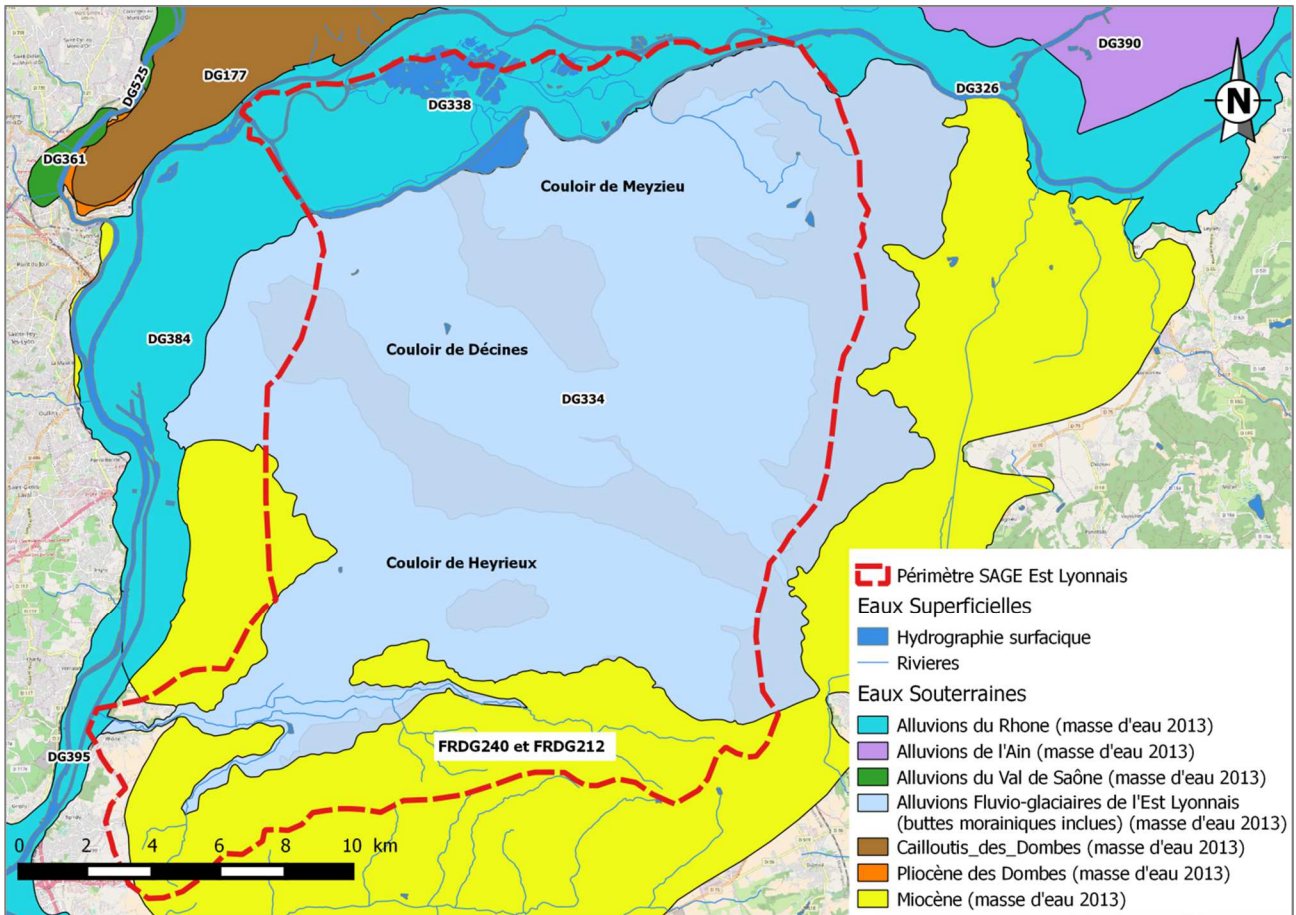 DG390
DG525
DG177
DG326
DG338
N
DG361
Couloir de Meyzieu
DG384
Couloir de Décines
DG334
Couloir de Heyrieux
FRDG240 et FRDG212
DG395
0 2 4 6 8 10 km
Périmètre SAGE Est Lyonnais
Eaux Superficielles
Hydrographie surfacique
Rivieres
Eaux Souterraines
Alluvions du Rhone (masse d'eau 2013)
Alluvions de l'Ain (masse d'eau 2013)
Alluvions du Val de Saône (masse d'eau 2013)
Alluvions Fluvio-glaciaires de l'Est Lyonnais
(buttes morainiques inclues) (masse d'eau 2013)
Cailloutis_des_Dombes (masse d'eau 2013)
Pliocène des Dombes (masse d'eau 2013)
Miocène (masse d'eau 2013)